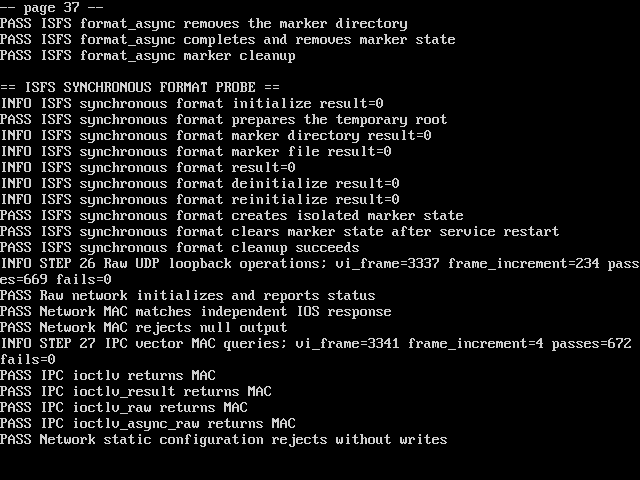 -- page 37 --
PASS ISFS format_async removes the marker directory
PASS ISFS format_async completes and removes marker state
PASS ISFS format_async marker cleanup
== ISFS SYNCHRONOUS FORMAT PROBE ==
INFO ISFS synchronous format initialize result=0
PASS ISFS synchronous format prepares the temporary root
INFO ISFS synchronous format marker directory result=0
INFO ISFS synchronous format marker file result=0
INFO ISFS synchronous format result=0
INFO ISFS synchronous format deinitialize result=0
INFO ISFS synchronous format reinitialize result=0
PASS ISFS synchronous format creates isolated marker state
PASS ISFS synchronous format clears marker state after service restart
PASS ISFS synchronous format cleanup succeeds
INFO STEP 26 Raw UDP loopback operations; vi_frame=3337 frame_increment=234 pass
es=669 fails=0
PASS Raw network initializes and reports status
PASS Network MAC matches independent IOS response
PASS Network MAC rejects null output
INFO STEP 27 IPC vector MAC queries; vi_frame=3341 frame_increment=4 passes=672
fails=0
PASS IPC ioctlv returns MAC
PASS IPC ioctlv_result returns MAC
PASS IPC ioctlv_raw returns MAC
PASS IPC ioctlv_async_raw returns MAC
PASS Network static configuration rejects without writes